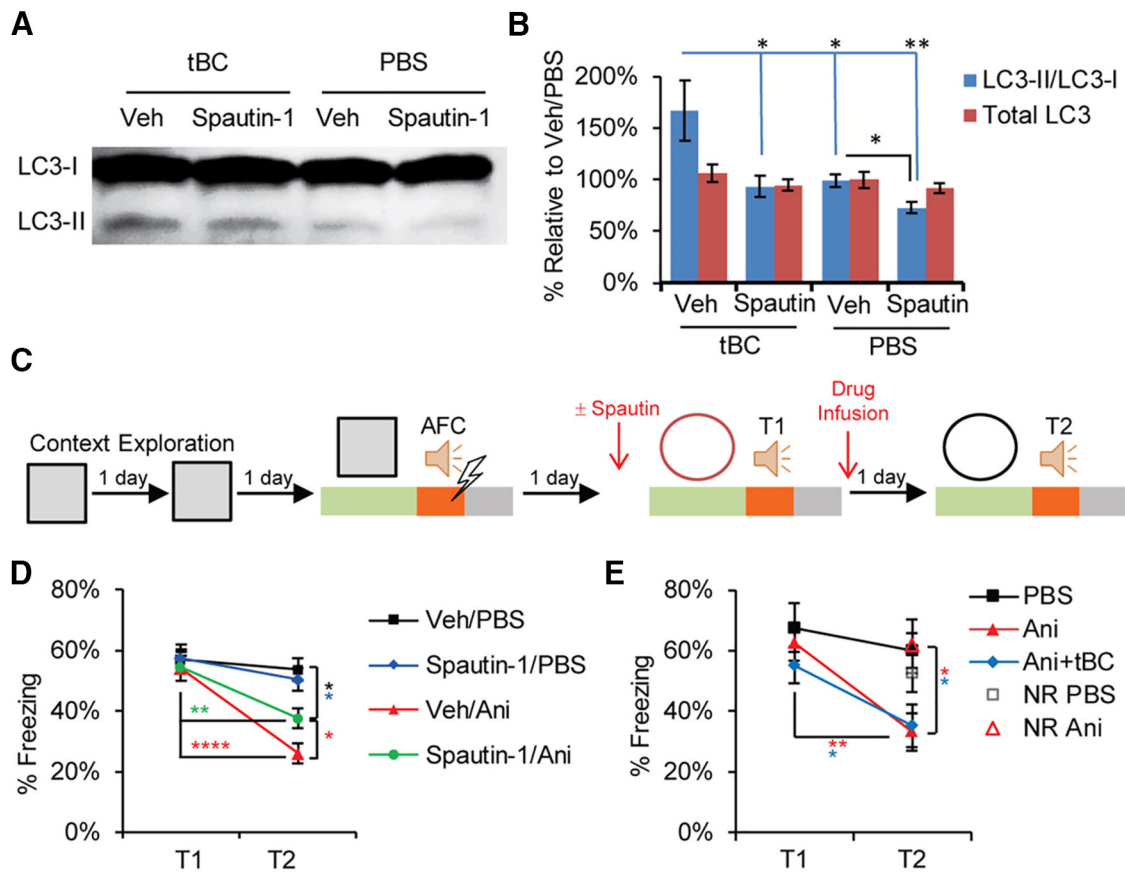 A
tBC PBS
Veh Spautin-1 Veh Spautin-1
LC3-I
LC3-II
B
% Relative to Veh/PBS
200%
150%
100%
50%
0%
* * **
*
LC3-II/LC3-I
Total LC3
Veh Spautin Veh Spautin
tBC PBS
C
Context Exploration
1 day
1 day
AFC
1 day
± Spautin
T1
Drug
Infusion
1 day
T2
D
% Freezing
80%
60%
40%
20%
0%
**
****
*
*
*
T1 T2
Veh/PBS
Spautin-1/PBS
Veh/Ani
Spautin-1/Ani
E
% Freezing
80%
60%
40%
20%
0%
**
*
*
*
T1 T2
PBS
Ani
Ani+tBC
NR PBS
NR Ani